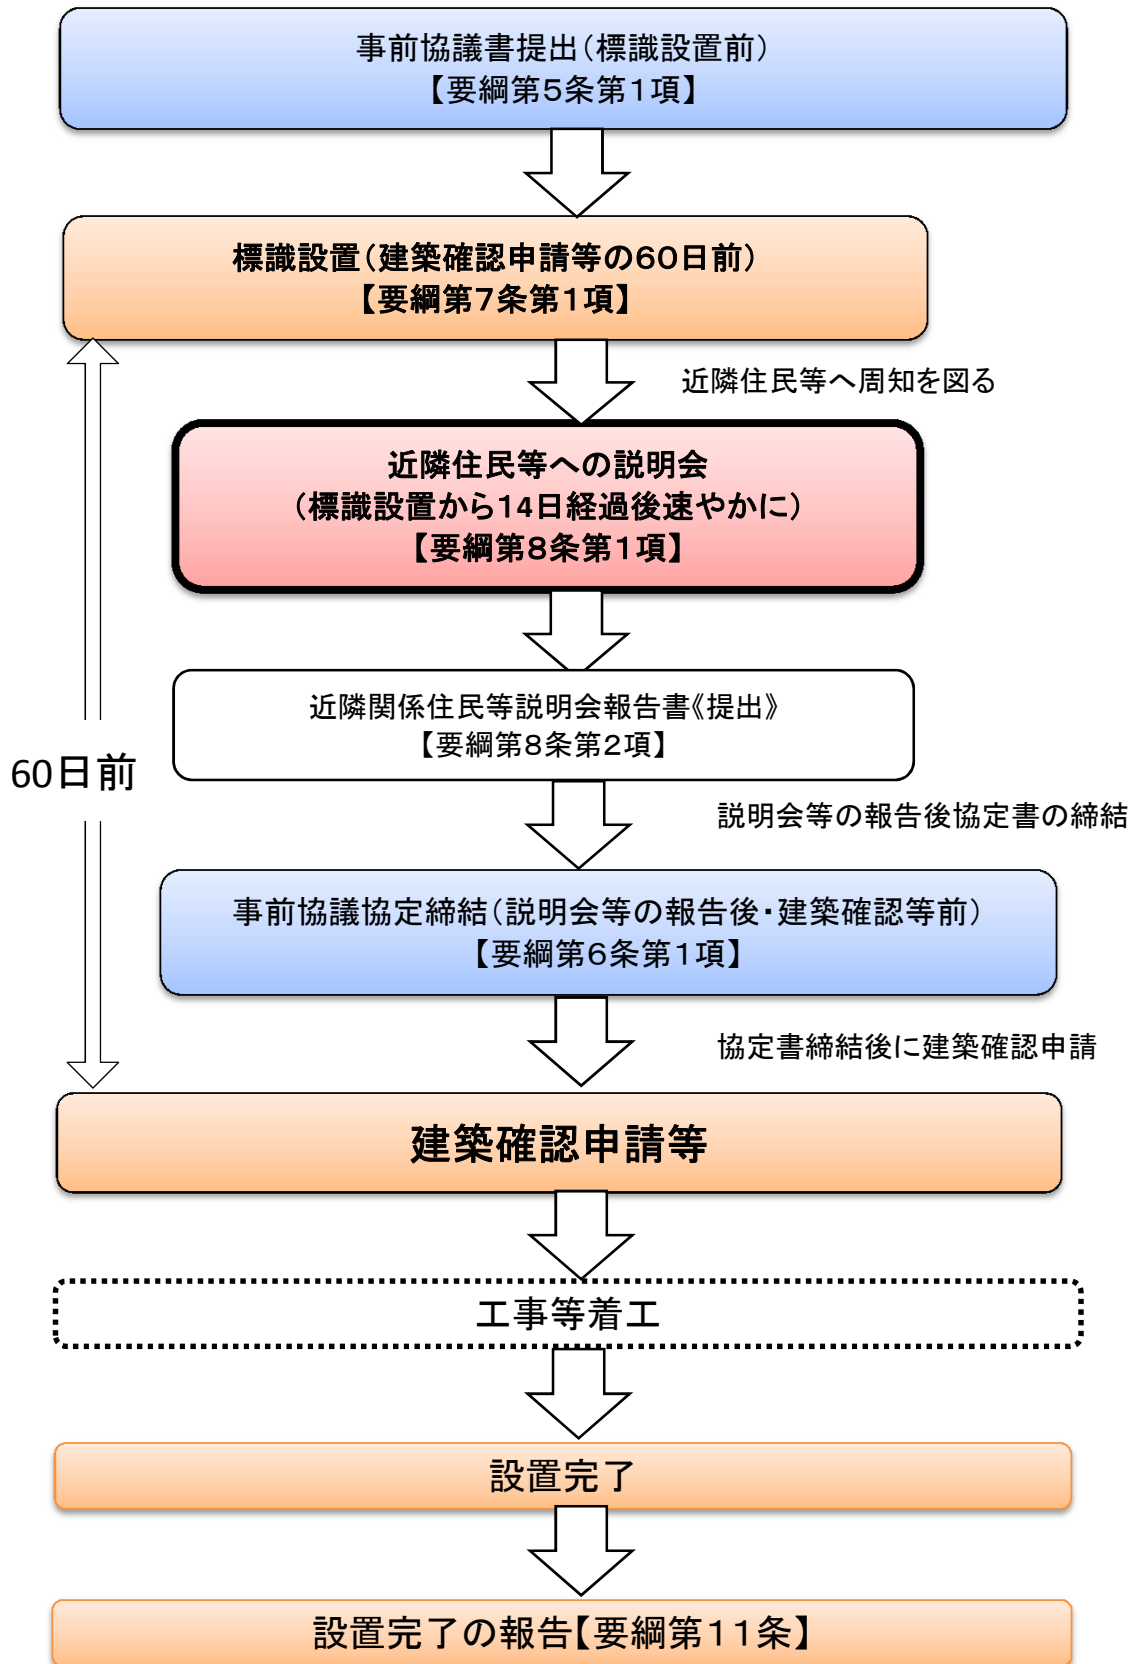 事前協議書提出（標識設置前）
【要綱第５条第１項】
標識設置（建築確認申請等の６０日前）
【要綱第７条第１項】
近隣住民等へ周知を図る
近隣住民等への説明会
（標識設置から14日経過後速やかに）
【要綱第８条第１項】
近隣関係住民等説明会報告書《提出》
【要綱第８条第２項】
60日前
説明会等の報告後協定書の締結
事前協議協定締結（説明会等の報告後・建築確認等前）
【要綱第６条第１項】
協定書締結後に建築確認申請
建築確認申請等
工事等着工
設置完了
設置完了の報告【要綱第１１条】